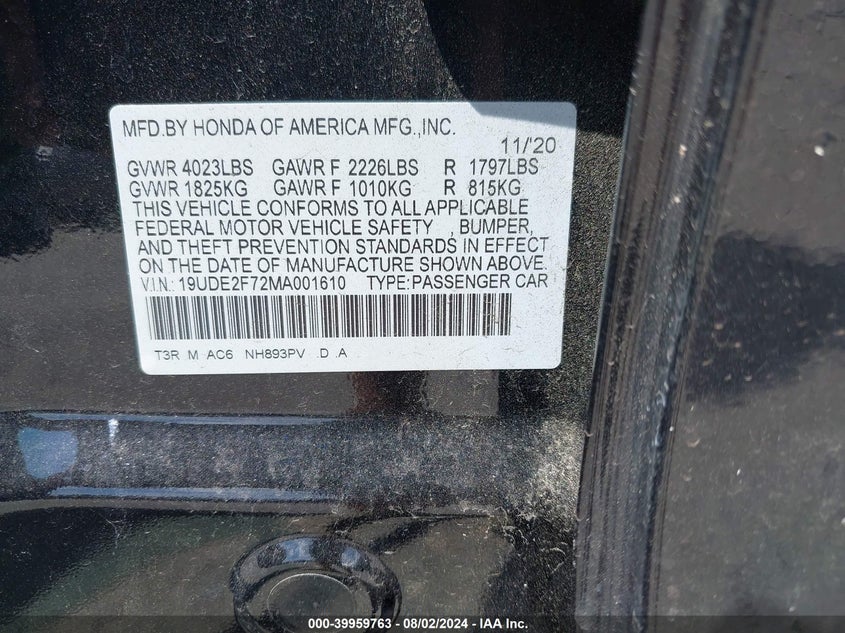 MFD.BY HONDA OF AMERICA MFG.,INC.
11/'20
GVWR 4023LBS GAWR F 2226LBS R 1797LBS
GVWR 1825KG GAWR F 1010KG R 815KG
THIS VEHICLE CONFORMS TO ALL APPLICABLE
FEDERAL MOTOR VEHICLE SAFETY , BUMPER,
AND THEFT PREVENTION STANDARDS IN EFFECT
ON THE DATE OF MANUFACTURE SHOWN ABOVE.
V.I.N.: 19UDE2F72MA001610 TYPE:PASSENGER CAR
T3R M AC6 NH893PV .D .A
000-39959763 - 08/02/2024 - IAA Inc.